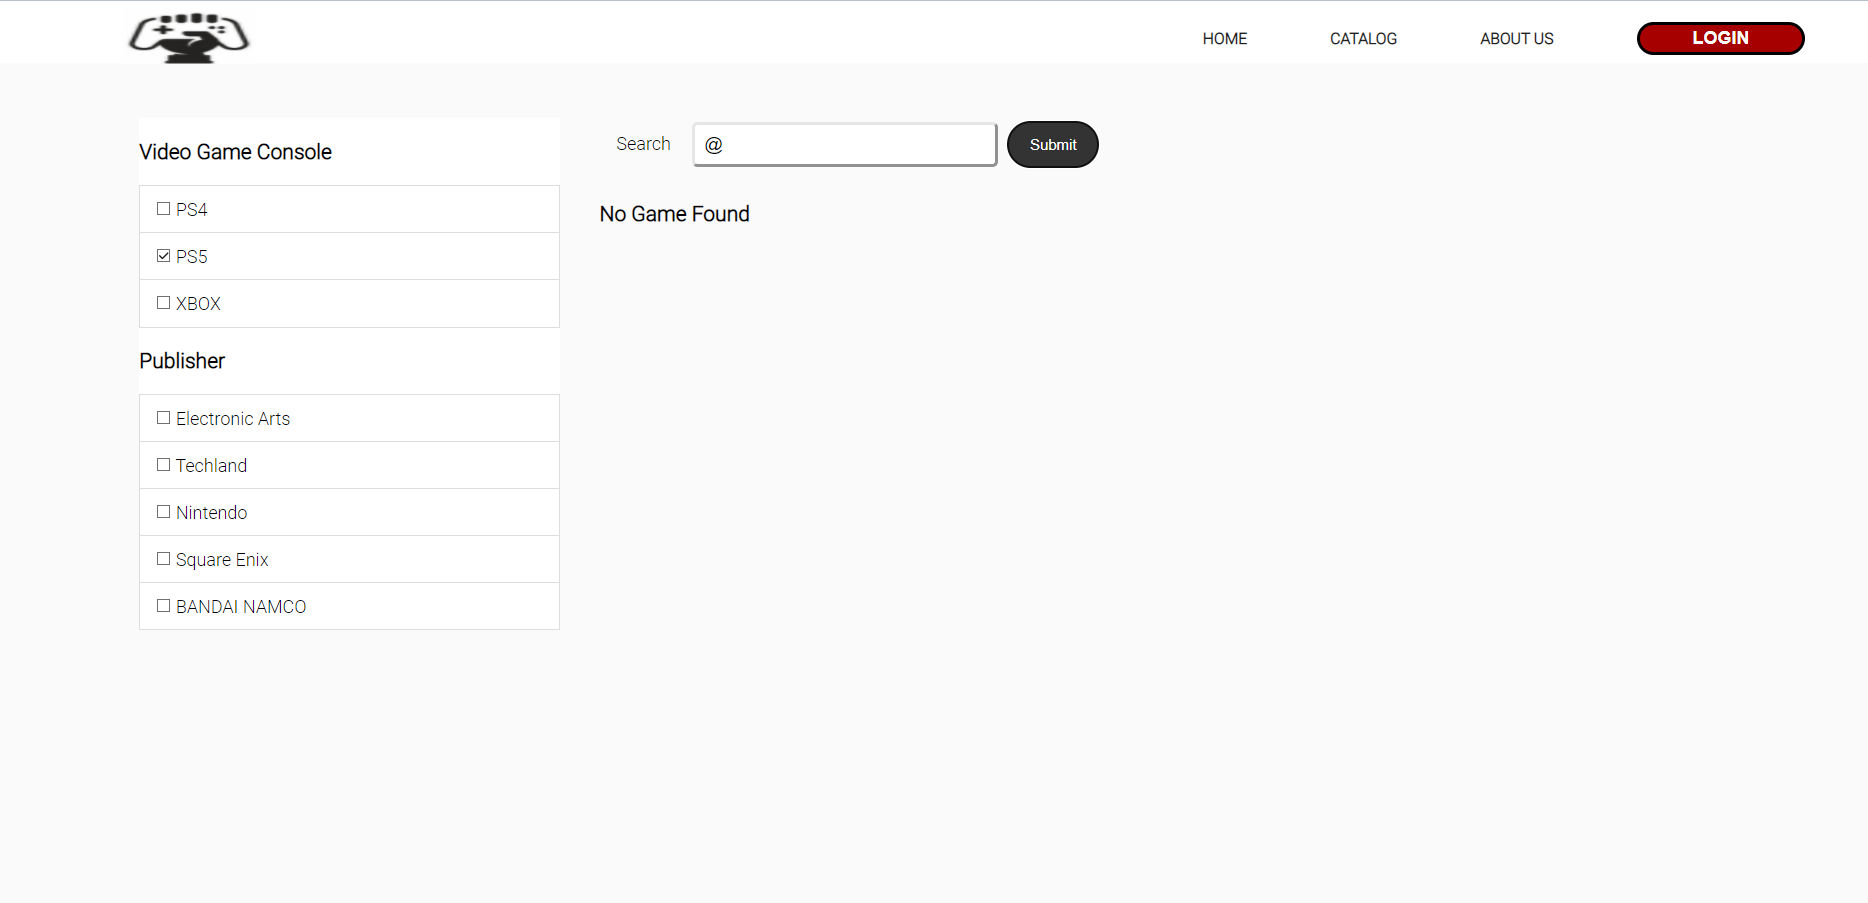 HOME CATALOG ABOUT US LOGIN
Video Game Console
PS4
PS5
XBOX
Publisher
Electronic Arts
Techland
Nintendo
Square Enix
BANDAI NAMCO
Search @ Submit
No Game Found